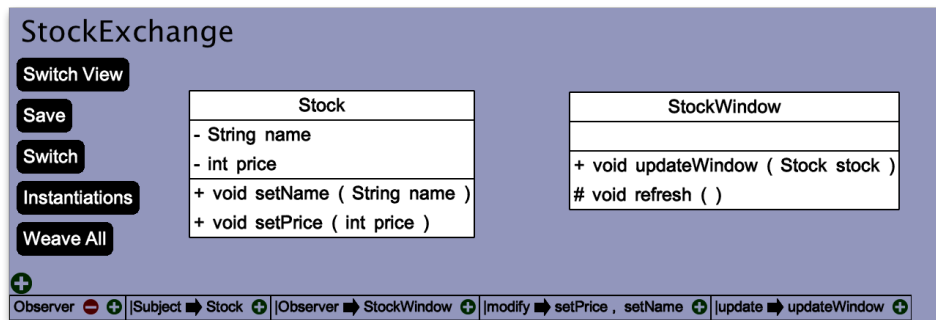 StockExchange
Switch View
Save
Switch
Instantiations
Weave All
Stock
- String name
- int price
+ void setName ( String name )
+ void setPrice ( int price )
StockWindow
+ void updateWindow ( Stock stock )
# void refresh ( )
Observer |Subject ➡ Stock |Observer ➡ StockWindow |modify ➡ setPrice , setName |update ➡ updateWindow